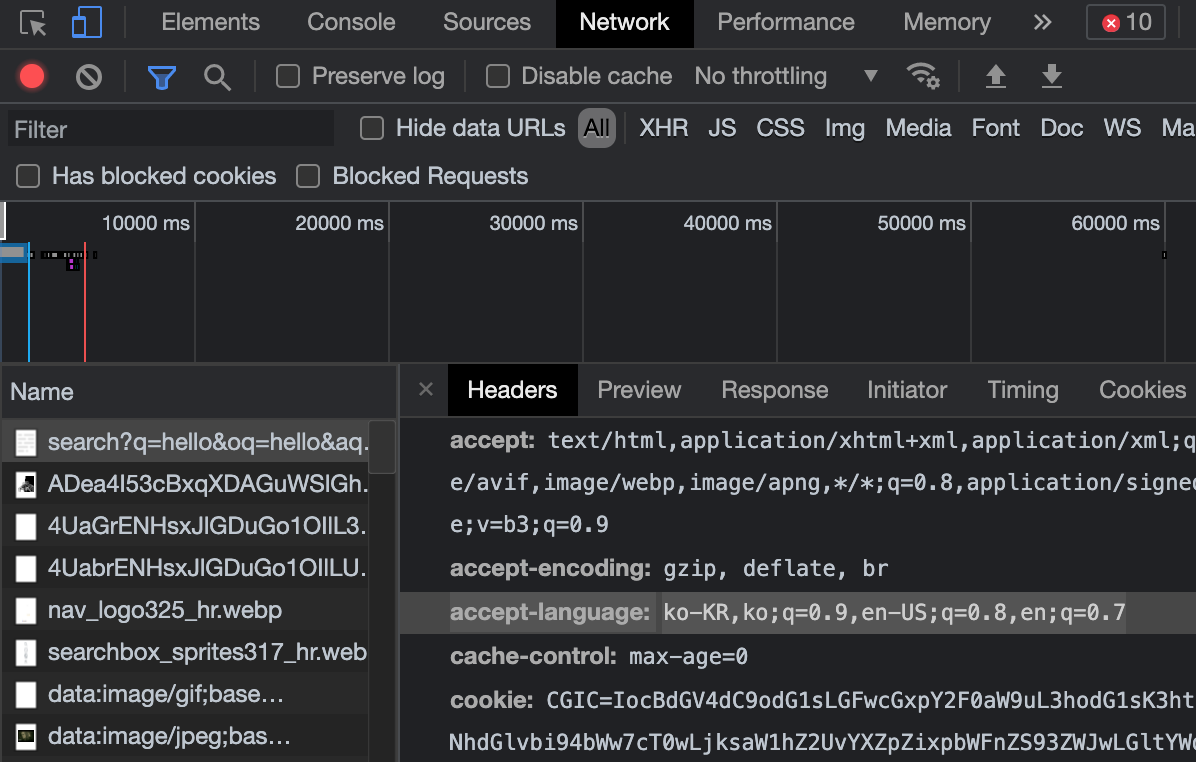 Elements Console Sources Network Performance Memory » 10
Preserve log Disable cache No throttling ▼
Filter Hide data URLs All XHR JS CSS Img Media Font Doc WS Ma
Has blocked cookies Blocked Requests
10000 ms 20000 ms 30000 ms 40000 ms 50000 ms 60000 ms
Name
search?q=hello&oq=hello&aq.
ADea4I53cBxqXDAGuWSlGh.
4UaGrENHsxJlGDuGo1OIlL3.
4UabrENHsxJlGDuGo1OIlLU.
nav_logo325_hr.webp
searchbox_sprites317_hr.web
data:image/gif;base…
data:image/jpeg;bas…
× Headers Preview Response Initiator Timing Cookies
accept: text/html,application/xhtml+xml,application/xml;q
e/avif,image/webp,image/apng,*/*;q=0.8,application/signed
e;v=b3;q=0.9
accept-encoding: gzip, deflate, br
accept-language: ko-KR,ko;q=0.9,en-US;q=0.8,en;q=0.7
cache-control: max-age=0
cookie: CGIC=IocBdGV4dC9odG1sLGFwcGxpY2F0aW9uL3hodG1sK3ht
NhdGlvbi94bWw7cT0wLjksaW1hZ2UvYXZpZixpbWFnZS93ZWJwLGltYW